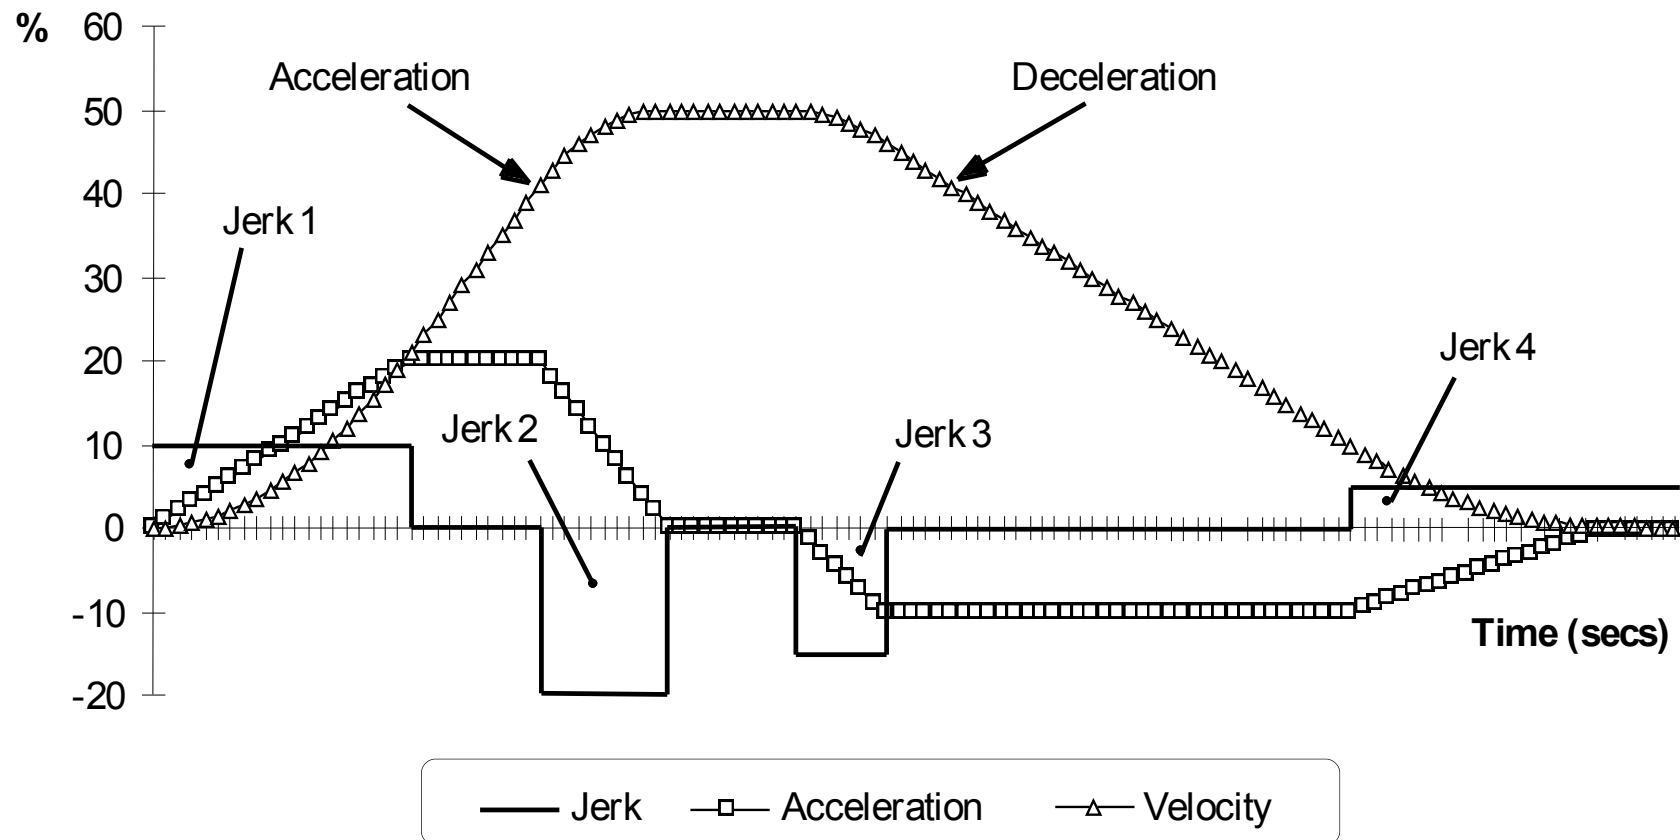 %
60
Acceleration
Deceleration
50
40
Jerk 1
30
Jerk 4
20
Jerk 2
Jerk 3
10
0
-10
Time (secs)
-20
Jerk Acceleration Velocity